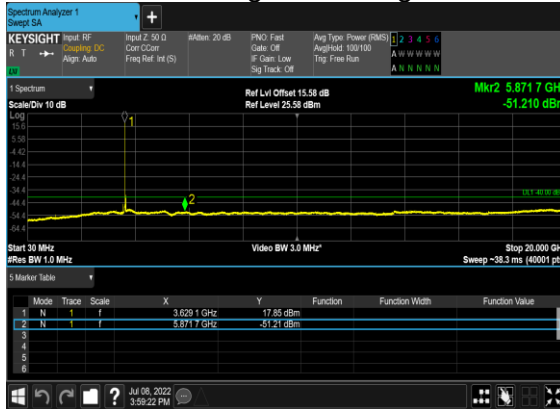 Spectrum Analyzer 1
Swept SA
KEYSIGHT Input: RF Input Z: 50 Ω #Atten: 20 dB PNO: Fast Avg Type: Power (RMS) 1 2 3 4 5 6
R T Coupling: DC Corr CCorr Gate: Off Avg|Hold: 100/100 A W W W W W
Align: Auto Freq Ref: Int (S) IF Gain: Low Trig: Free Run
Sig Track: Off A N N N N N
LU
1 Spectrum Ref Lvl Offset 15.58 dB Mkr2 5.871 7 GH
Scale/Div 10 dB Ref Level 25.58 dBm -51.210 dBr
Log
15.6
5.58
-4.42
-14.4
-24.4
-34.4
-44.4
-54.4
-64.4
1
2
DL1 -40.00 dB
Start 30 MHz Video BW 3.0 MHz* Stop 20.000 GH
#Res BW 1.0 MHz Sweep ~38.3 ms (40001 pt
5 Marker Table
Mode Trace Scale X Y Function Function Width Function Value
1 N 1 f 3.629 1 GHz 17.85 dBm
2 N 1 f 5.871 7 GHz -51.21 dBm
3
4
5
6
Jul 08, 2022
3:59:22 PM